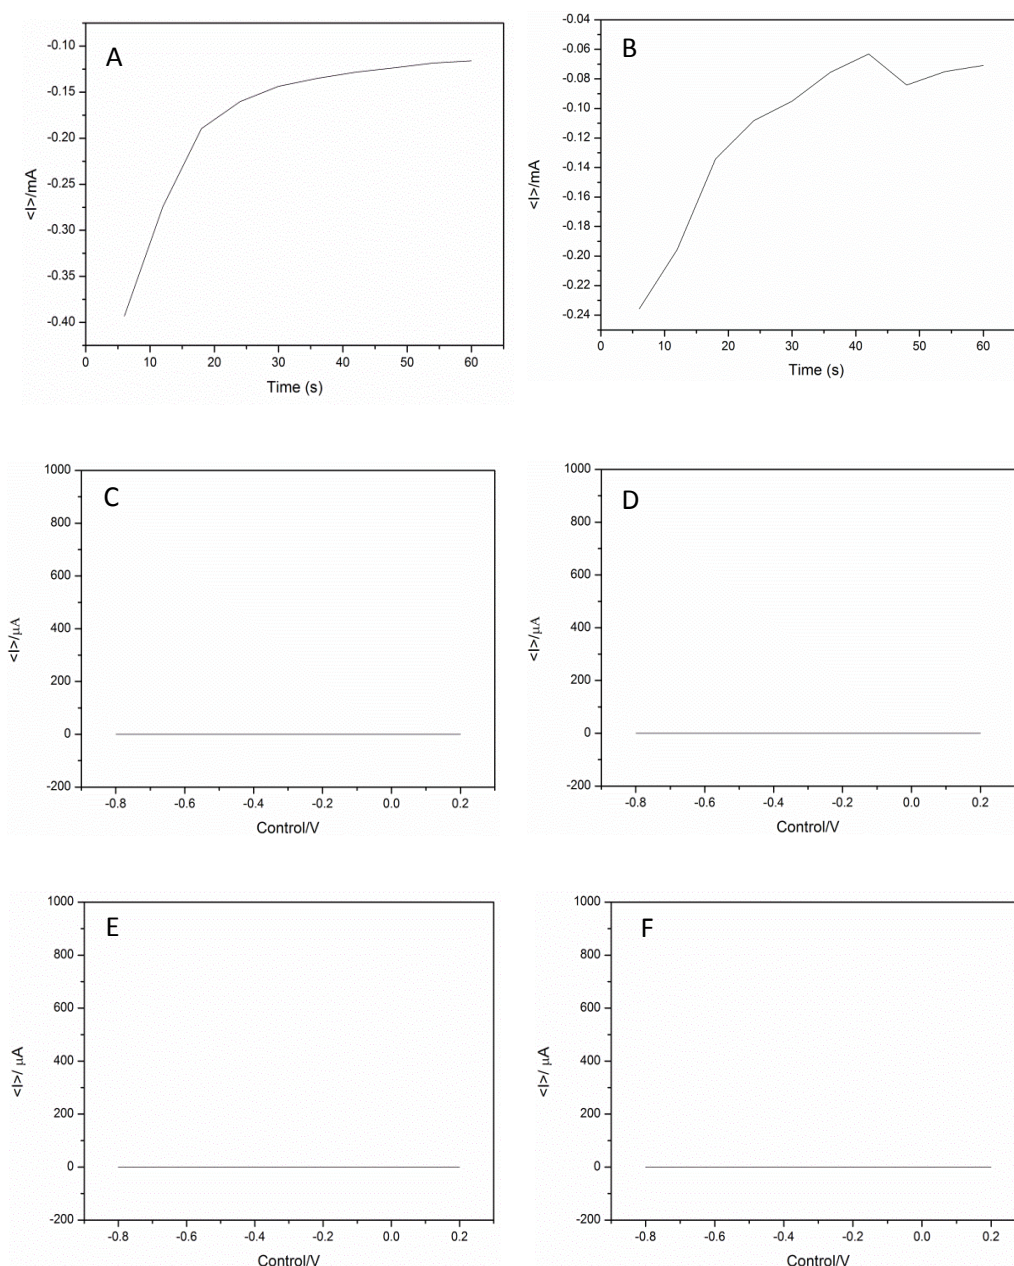 A
-0.10
-0.15
-0.20
-0.25
-0.30
-0.35
-0.40
<I>/mA
0 10 20 30 40 50 60
Time (s)
B
-0.04
-0.06
-0.08
-0.10
-0.12
-0.14
-0.16
-0.18
-0.20
-0.22
-0.24
<I>/mA
0 10 20 30 40 50 60
Time (s)
C
1000
800
600
400
200
0
-200
<I>/µA
-0.8 -0.6 -0.4 -0.2 0.0 0.2
Control/V
D
1000
800
600
400
200
0
-200
<I>/µA
-0.8 -0.6 -0.4 -0.2 0.0 0.2
Control/V
E
1000
800
600
400
200
0
-200
<I>/ µA
-0.8 -0.6 -0.4 -0.2 0.0 0.2
Control/V
F
1000
800
600
400
200
0
-200
<I>/ µA
-0.8 -0.6 -0.4 -0.2 0.0 0.2
Control/V